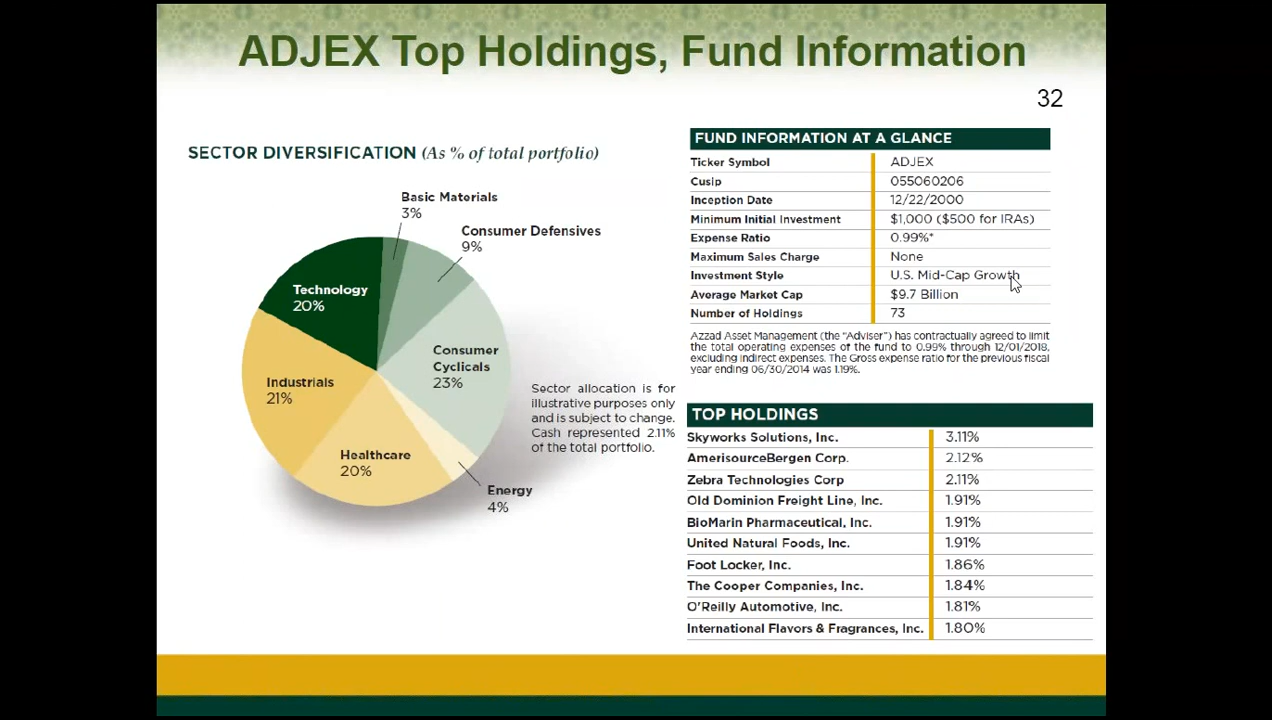 ADJEX Top Holdings, Fund Information
32
SECTOR DIVERSIFICATION (As % of total portfolio)
Basic Materials
3%
Consumer Defensives
9%
Technology
20%
Consumer
Cyclicals
23%
Industrials
21%
Healthcare
20%
Energy
4%
Sector allocation is for
illustrative purposes only
and is subject to change.
Cash represented 2.11%
of the total portfolio.
FUND INFORMATION AT A GLANCE
Ticker Symbol ADJEX
Cusip 055060206
Inception Date 12/22/2000
Minimum Initial Investment $1,000 ($500 for IRAs)
Expense Ratio 0.99%*
Maximum Sales Charge None
Investment Style U.S. Mid-Cap Growth
Average Market Cap $9.7 Billion
Number of Holdings 73
Azzad Asset Management (the “Adviser”) has contractually agreed to limit
the total operating expenses of the fund to 0.99% through 12/01/2018,
excluding indirect expenses. The Gross expense ratio for the previous fiscal
year ending 06/30/2014 was 1.19%.
TOP HOLDINGS
Skyworks Solutions, Inc. 3.11%
AmerisourceBergen Corp. 2.12%
Zebra Technologies Corp 2.11%
Old Dominion Freight Line, Inc. 1.91%
BioMarin Pharmaceutical, Inc. 1.91%
United Natural Foods, Inc. 1.91%
Foot Locker, Inc. 1.86%
The Cooper Companies, Inc. 1.84%
O'Reilly Automotive, Inc. 1.81%
International Flavors & Fragrances, Inc. 1.80%